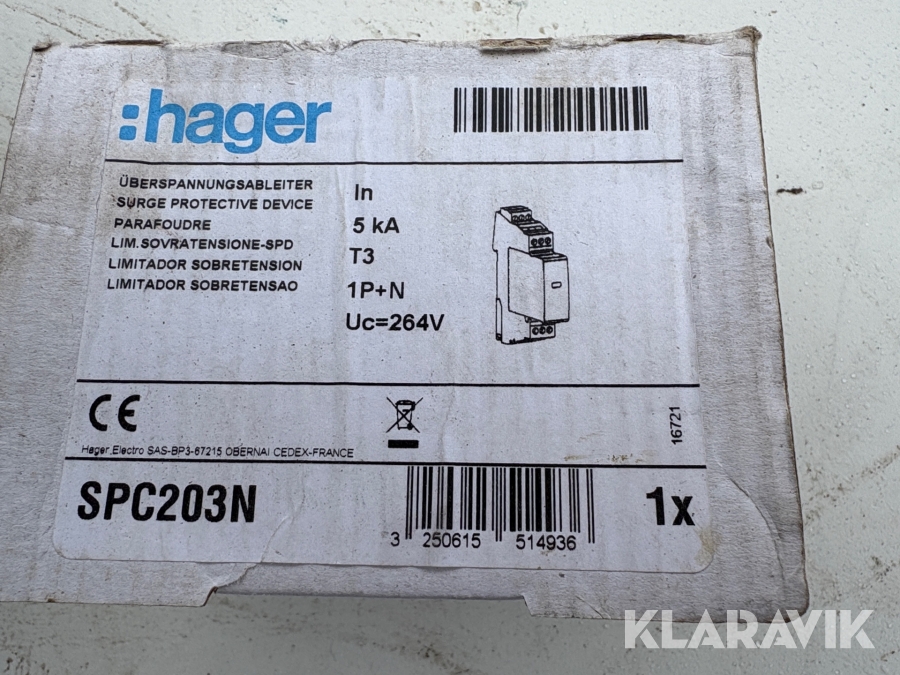 :hager
ÜBERSPANNUNGSABLEITER
SURGE PROTECTIVE DEVICE
PARAFOUDRE
LIM.SOVRATENSIONE-SPD
LIMITADOR SOBRETENSION
LIMITADOR SOBRETENSAO
In
5 kA
T3
1P+N
Uc=264V
CE
16721
Hager Electro SAS-BP3-67215 OBERNAI CEDEX-FRANCE
SPC203N
3 250615 514936
1x
KLARAVIK